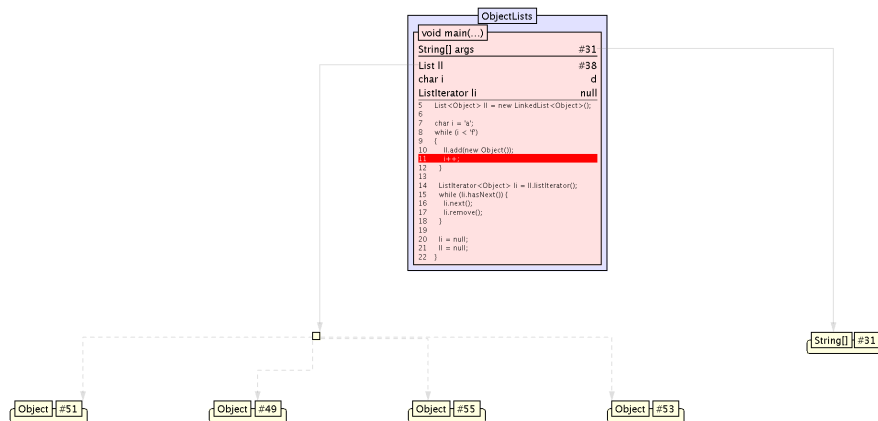 ObjectLists
void main(...)
String[] args #31
List ll #38
char i d
ListIterator li null
5 List<Object> ll = new LinkedList<Object>();
6
7 char i = 'a';
8 while (i < 'f')
9 {
10 ll.add(new Object());
11 i++;
12 }
13
14 ListIterator<Object> li = ll.listIterator();
15 while (li.hasNext()) {
16 li.next();
17 li.remove();
18 }
19
20 li = null;
21 ll = null;
22 }
String[] #31
Object #51
Object #49
Object #55
Object #53